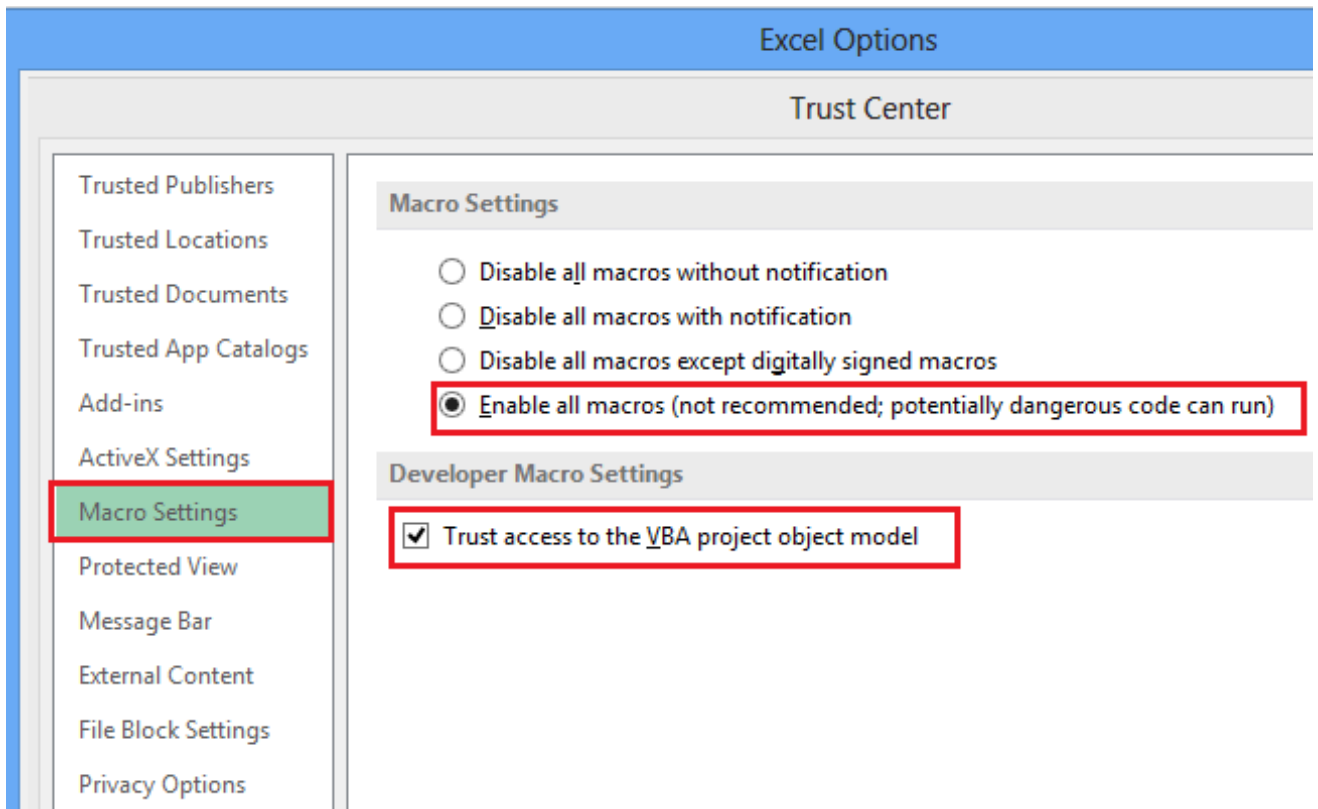 Excel Options
Trust Center
Trusted Publishers
Trusted Locations
Trusted Documents
Trusted App Catalogs
Add-ins
ActiveX Settings
Macro Settings
Protected View
Message Bar
External Content
File Block Settings
Privacy Options
Macro Settings
Disable all macros without notification
Disable all macros with notification
Disable all macros except digitally signed macros
Enable all macros (not recommended; potentially dangerous code can run)
Developer Macro Settings
Trust access to the VBA project object model